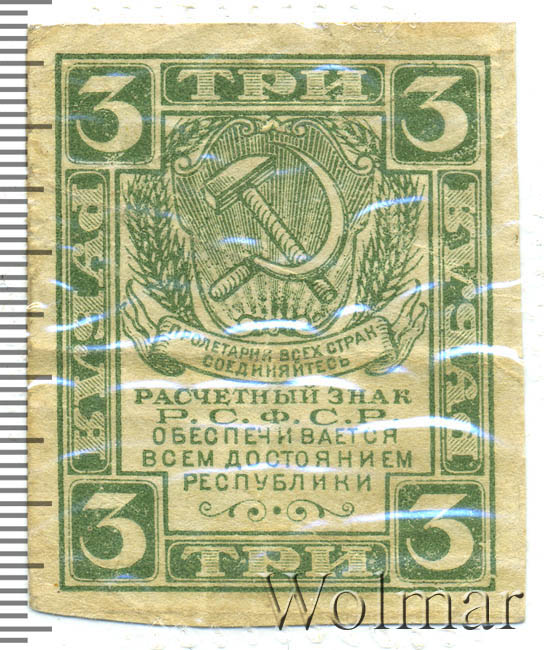 3 ТРИ 3
РУБЛЯ
ПРОЛЕТАРИИ ВСЕХ СТРАН
СОЕДИНЯЙТЕСЬ
РАСЧЕТНЫЙ ЗНАК
Р.С.Ф.С.Р.
ОБЕСПЕЧИВАЕТСЯ
ВСЕМ ДОСТОЯНИЕМ
РЕСПУБЛИКИ
РУБЛЯ
3 ТРИ 3
Wolmar